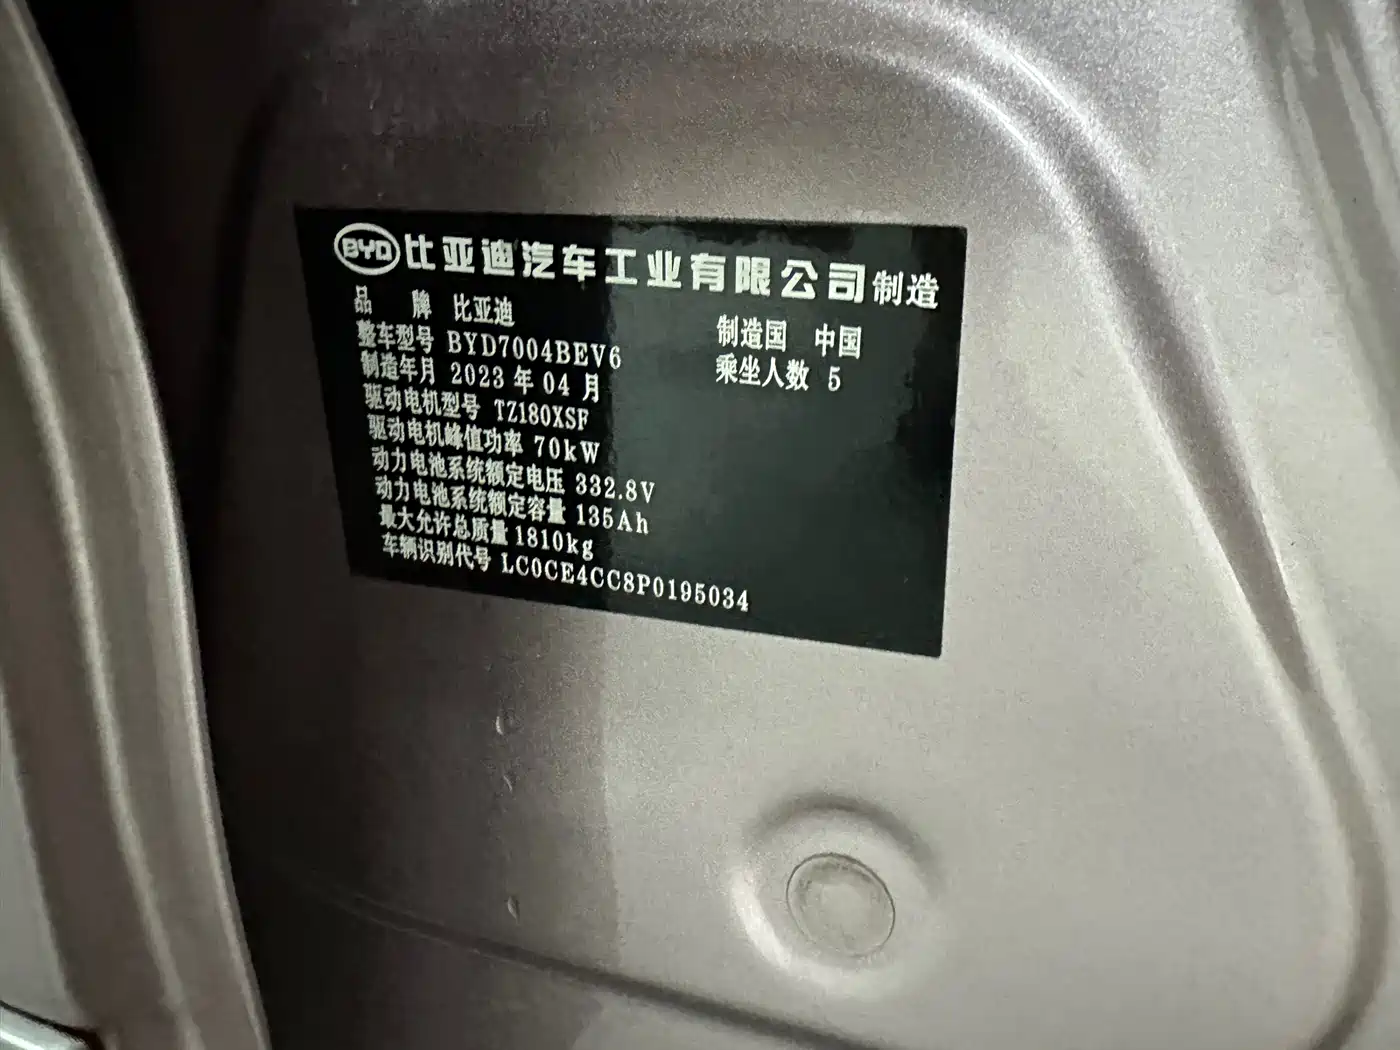 BYD 比亚迪汽车工业有限公司 制造
品 牌 比亚迪
制造国 中国
整车型号 BYD7004BEV6
乘坐人数 5
制造年月 2023 年 04 月
驱动电机型号 TZ180XSF
驱动电机峰值功率 70kW
动力电池系统额定电压 332.8V
动力电池系统额定容量 135Ah
最大允许总质量 1810kg
车辆识别代号 LC0CE4CC8P0195034